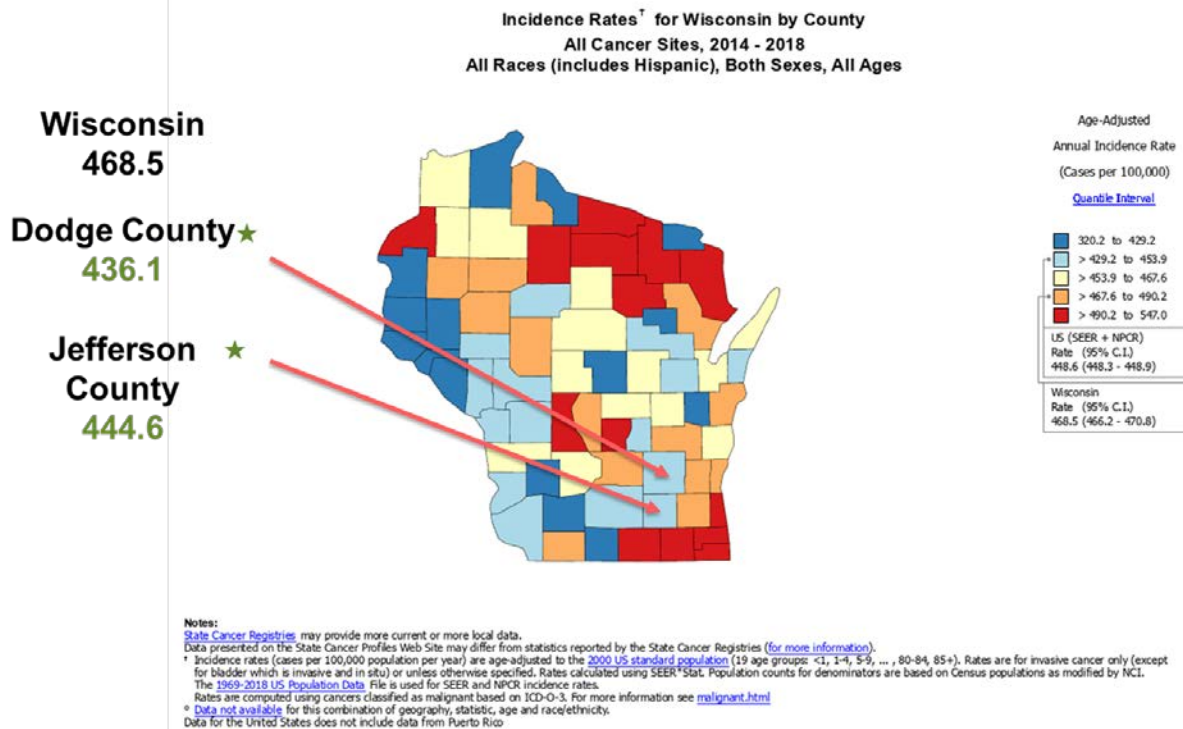 Incidence Rates† for Wisconsin by County
All Cancer Sites, 2014 - 2018
All Races (includes Hispanic), Both Sexes, All Ages
Wisconsin
468.5
Dodge County
436.1
Jefferson
County
444.6
Age-Adjusted
Annual Incidence Rate
(Cases per 100,000)
Quantile Interval
320.2 to 429.2
> 429.2 to 453.9
> 453.9 to 467.6
> 467.6 to 490.2
> 490.2 to 547.0
US (SEER + NPCR)
Rate (95% C.I.)
448.6 (448.3 - 448.9)
Wisconsin
Rate (95% C.I.)
468.5 (466.2 - 470.8)
Notes:
State Cancer Registries may provide more current or more local data.
Data presented on the State Cancer Profiles Web Site may differ from statistics reported by the State Cancer Registries (for more information).
† Incidence rates (cases per 100,000 population per year) are age-adjusted to the 2000 US standard population (19 age groups: <1, 1-4, 5-9, ... , 80-84, 85+). Rates are for invasive cancer only (except
for bladder which is invasive and in situ) or unless otherwise specified. Rates calculated using SEER*Stat. Population counts for denominators are based on Census populations as modified by NCI.
The 1969-2018 US Population Data File is used for SEER and NPCR incidence rates.
Rates are computed using cancers classified as malignant based on ICD-O-3. For more information see malignant.html
° Data not available for this combination of geography, statistic, age and race/ethnicity.
Data for the United States does not include data from Puerto Rico